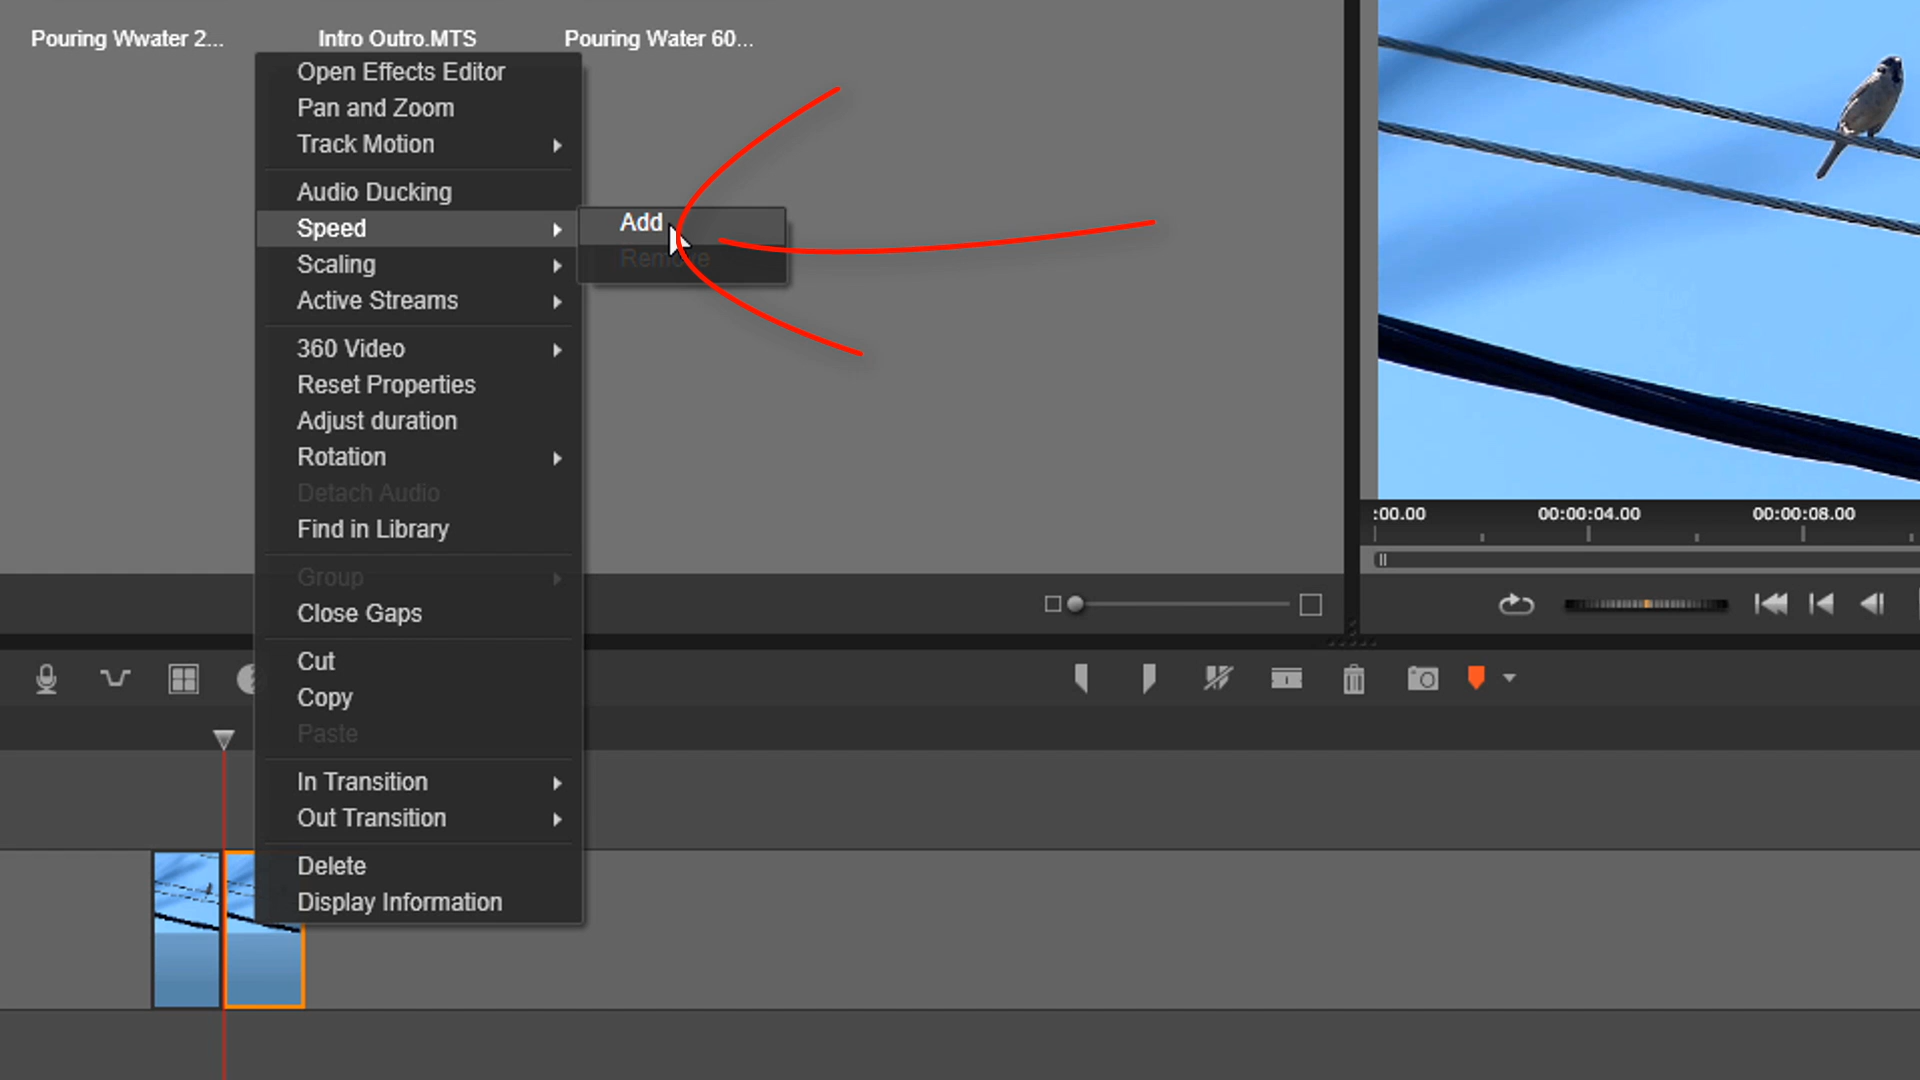 Pouring Wwater 2...
Intro Outro.MTS
Pouring Water 60...
Open Effects Editor
Pan and Zoom
Track Motion
Audio Ducking
Speed
Add
Remove
Scaling
Active Streams
360 Video
Reset Properties
Adjust duration
Rotation
Detach Audio
Find in Library
Group
Close Gaps
Cut
Copy
Paste
In Transition
Out Transition
Delete
Display Information
:00.00
00:00:04.00
00:00:08.00